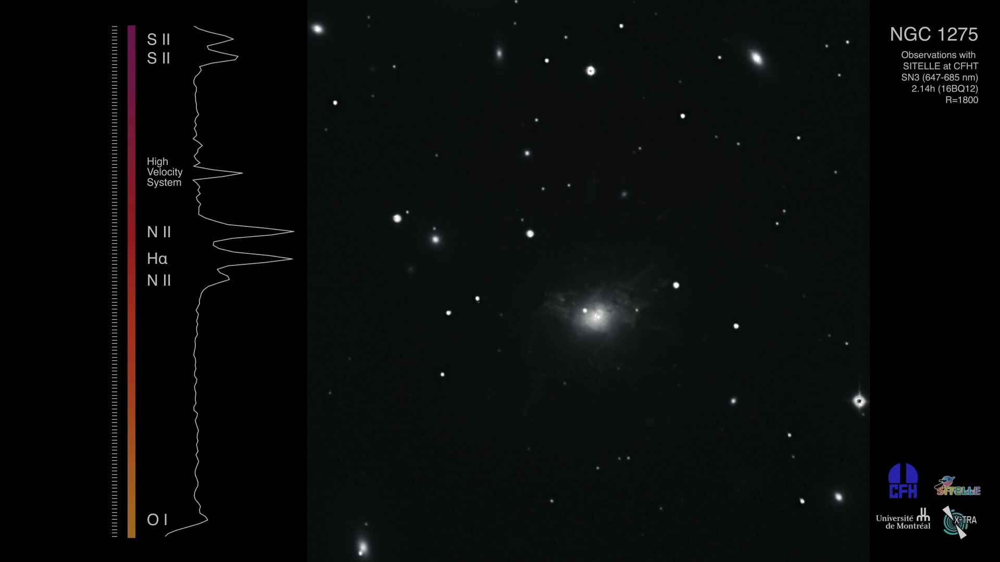 S II
S II
High
Velocity
System
N II
Hα
N II
O I
NGC 1275
Observations with
SITELLE at CFHT
SN3 (647-685 nm)
2.14h (16BQ12)
R=1800
CFH
SITELLE
Université
de Montréal
X-TRA